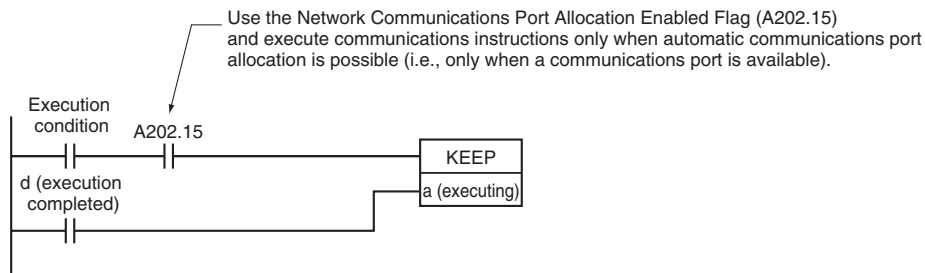 Use the Network Communications Port Allocation Enabled Flag (A202.15)
and execute communications instructions only when automatic communications port
allocation is possible (i.e., only when a communications port is available).
Execution
condition
A202.15
KEEP
a (executing)
d (execution
completed)